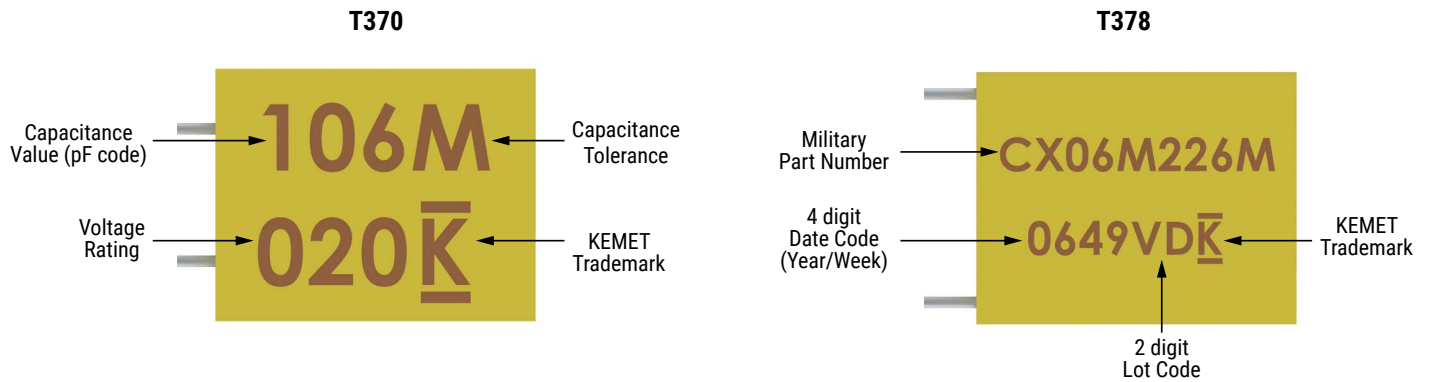 T370
Capacitance
Value (pF code)
106M
Capacitance
Tolerance
Voltage
Rating
020K
KEMET
Trademark
T378
Military
Part Number
CX06M226M
4 digit
Date Code
(Year/Week)
0649VDK
KEMET
Trademark
2 digit
Lot Code